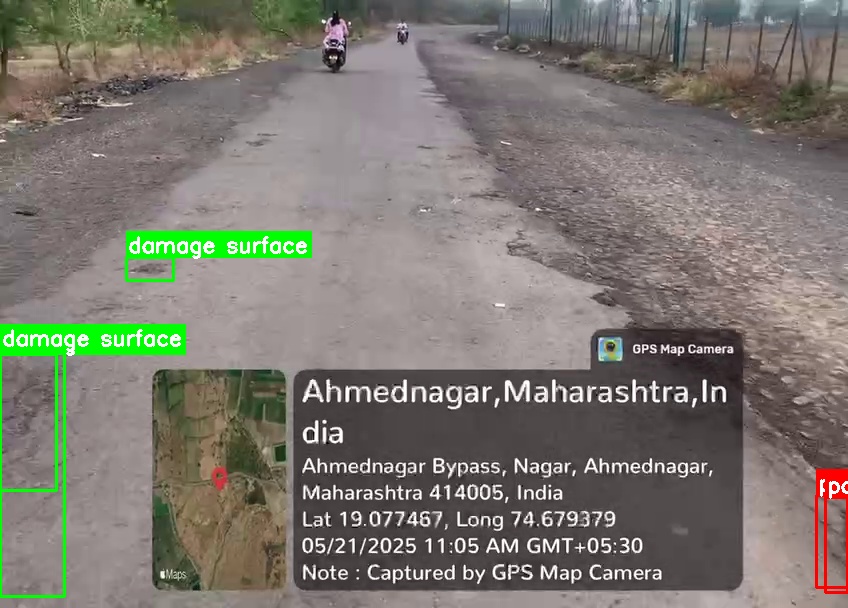 damage surface
damage surface
GPS Map Camera
Ahmednagar,Maharashtra,In
dia
Ahmednagar Bypass, Nagar, Ahmednagar,
Maharashtra 414005, India
Lat 19.077467, Long 74.679379
05/21/2025 11:05 AM GMT+05:30
Note : Captured by GPS Map Camera
Maps